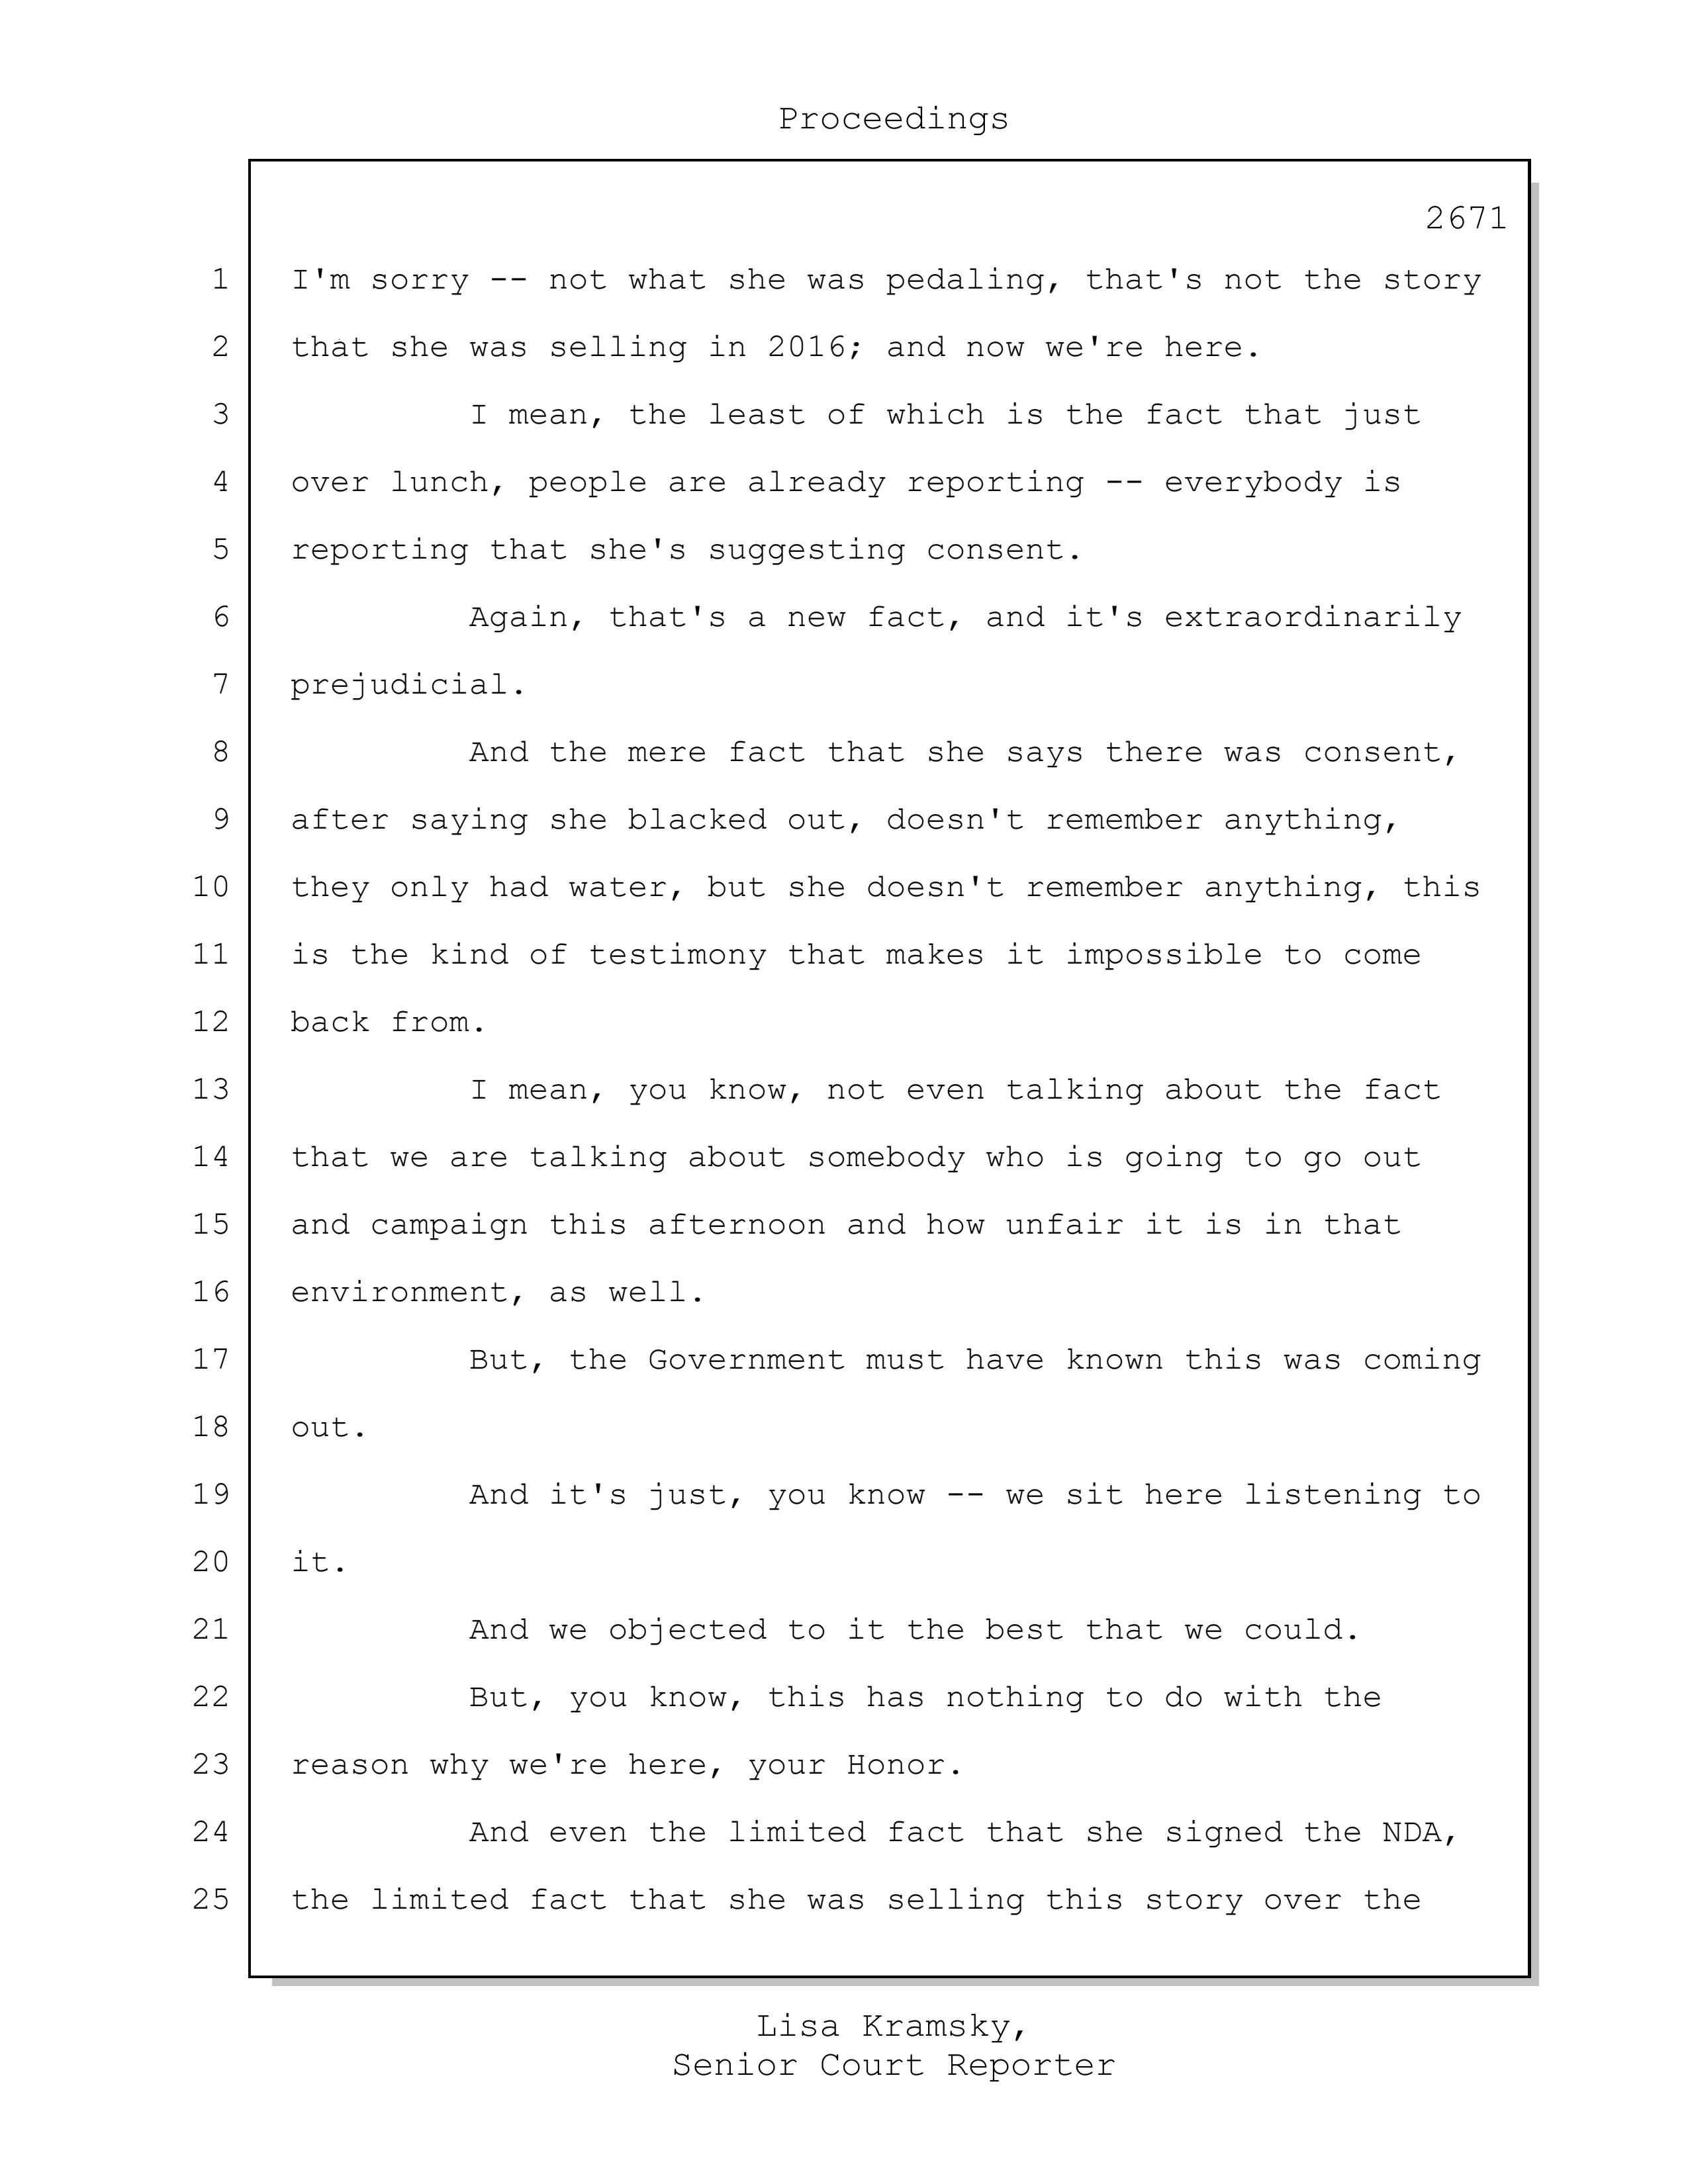 Proceedings
2671
1 I'm sorry -- not what she was pedaling, that's not the story
2 that she was selling in 2016; and now we're here.
3 I mean, the least of which is the fact that just
4 over lunch, people are already reporting -- everybody is
5 reporting that she's suggesting consent.
6 Again, that's a new fact, and it's extraordinarily
7 prejudicial.
8 And the mere fact that she says there was consent,
9 after saying she blacked out, doesn't remember anything,
10 they only had water, but she doesn't remember anything, this
11 is the kind of testimony that makes it impossible to come
12 back from.
13 I mean, you know, not even talking about the fact
14 that we are talking about somebody who is going to go out
15 and campaign this afternoon and how unfair it is in that
16 environment, as well.
17 But, the Government must have known this was coming
18 out.
19 And it's just, you know -- we sit here listening to
20 it.
21 And we objected to it the best that we could.
22 But, you know, this has nothing to do with the
23 reason why we're here, your Honor.
24 And even the limited fact that she signed the NDA,
25 the limited fact that she was selling this story over the
Lisa Kramsky,
Senior Court Reporter